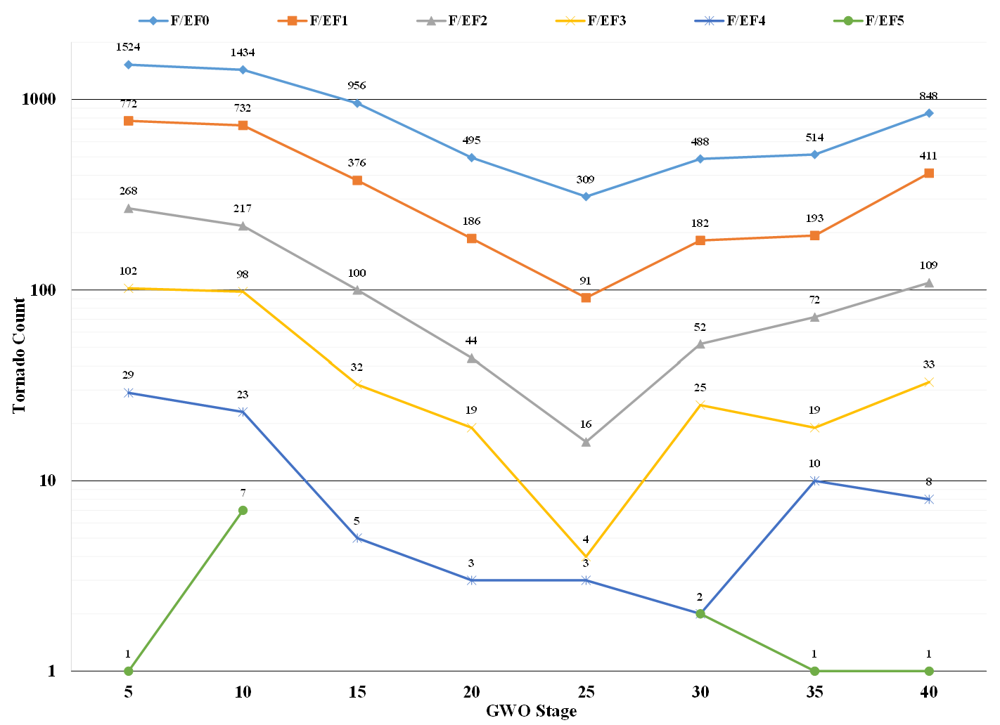 F/EF0 F/EF1 F/EF2 F/EF3 F/EF4 F/EF5
1524 1434 956 495 309 488 514 848
1000
772 732 376 186 91 182 193 411
268 217 100 44 16 52 72 109
100
102 98 32 19 4 25 19 33
29 23 5 3 3 2 10 8
10
1 7 1 1
1
Tornado Count
5 10 15 20 25 30 35 40
GWO Stage